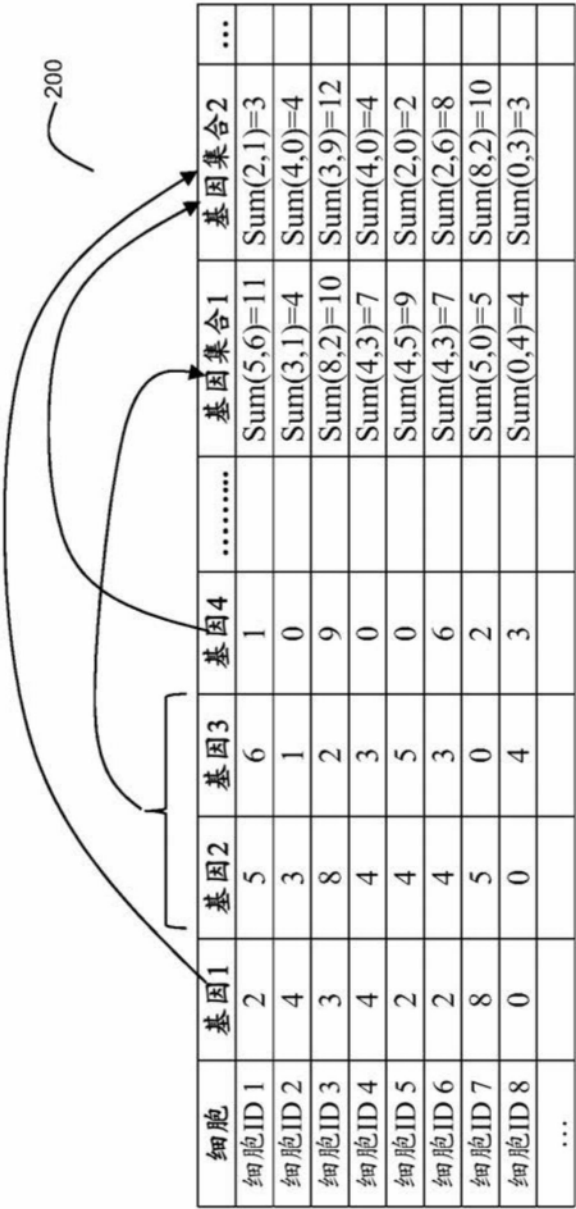 200
细胞 基因1 基因2 基因3 基因4 ......... 基因集合1 基因集合2 ...
细胞ID 1 2 5 6 1 Sum(5,6)=11 Sum(2,1)=3
细胞ID 2 4 3 1 0 Sum(3,1)=4 Sum(4,0)=4
细胞ID 3 3 8 2 9 Sum(8,2)=10 Sum(3,9)=12
细胞ID 4 4 4 3 0 Sum(4,3)=7 Sum(4,0)=4
细胞ID 5 2 4 5 0 Sum(4,5)=9 Sum(2,0)=2
细胞ID 6 2 4 3 6 Sum(4,3)=7 Sum(2,6)=8
细胞ID 7 8 5 0 2 Sum(5,0)=5 Sum(8,2)=10
细胞ID 8 0 0 4 3 Sum(0,4)=4 Sum(0,3)=3
...